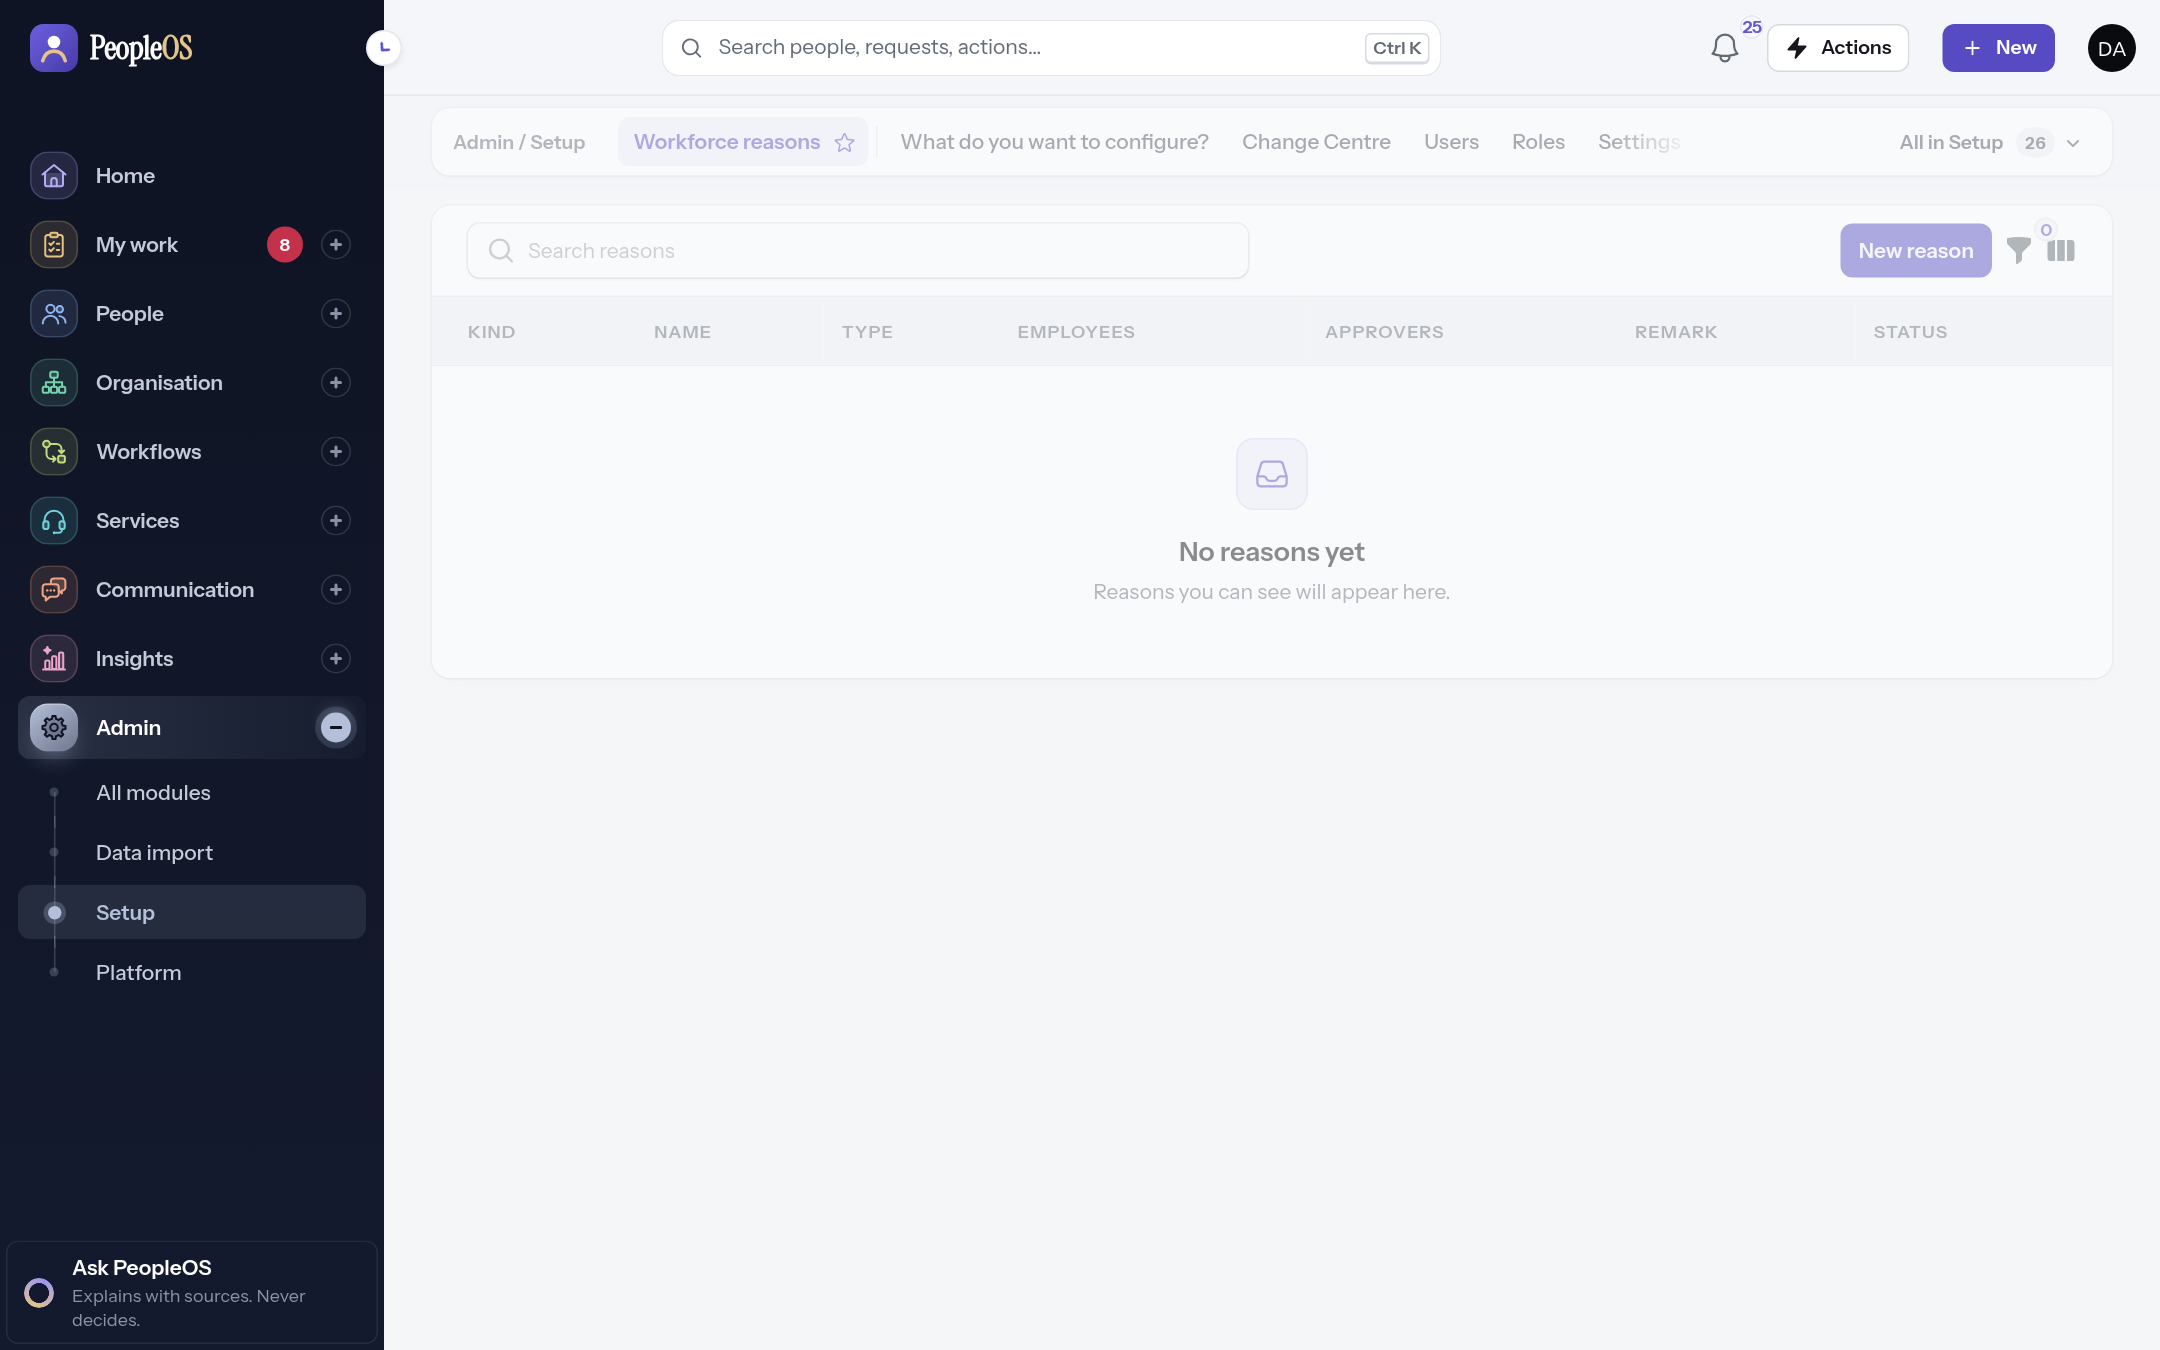 PeopleOS
Search people, requests, actions...
Ctrl K
25
Actions
New
DA
Home
My work
8
People
Organisation
Workflows
Services
Communication
Insights
Admin
All modules
Data import
Setup
Platform
Ask PeopleOS
Explains with sources. Never
decides.
Admin / Setup
Workforce reasons
What do you want to configure?
Change Centre
Users
Roles
Settings
All in Setup
26
Search reasons
New reason
0
KIND
NAME
TYPE
EMPLOYEES
APPROVERS
REMARK
STATUS
No reasons yet
Reasons you can see will appear here.